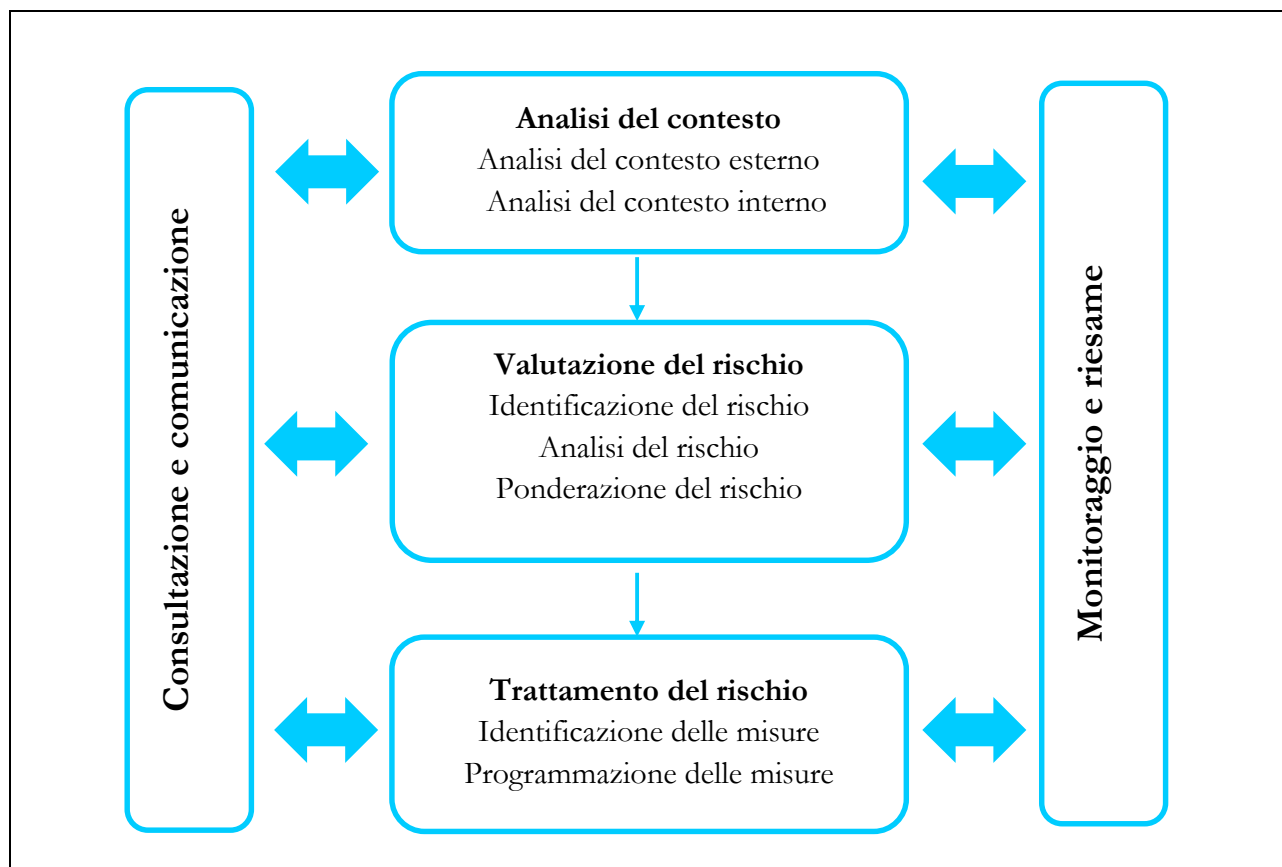 Consultazione e comunicazione
Analisi del contesto
Analisi del contesto esterno
Analisi del contesto interno
Valutazione del rischio
Identificazione del rischio
Analisi del rischio
Ponderazione del rischio
Trattamento del rischio
Identificazione delle misure
Programmazione delle misure
Monitoraggio e riesame